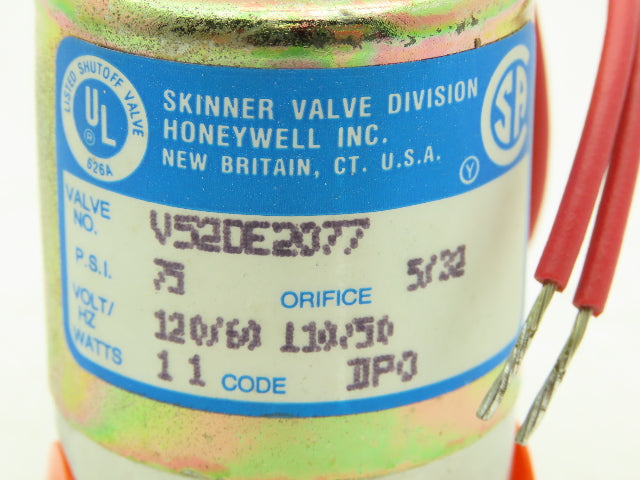 LISTED SHUTOFF VALVE
UL
®
626A
SKINNER VALVE DIVISION
HONEYWELL INC.
NEW BRITAIN, CT. U.S.A.
SA
Y
VALVE NO. V52DE2077
P.S.I. 75 ORIFICE 5/32
VOLT/HZ 120/60 110/50
WATTS 11 CODE DPO